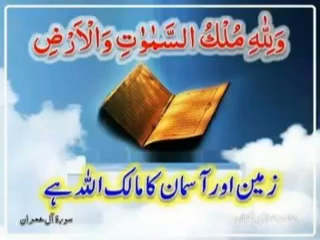 وَلِلّٰهِ مُلْكُ السَّمٰوٰتِ وَالْاَرْضِ
زمین اور آسمان کا مالک اللہ ہے
سورۃ آل عمران